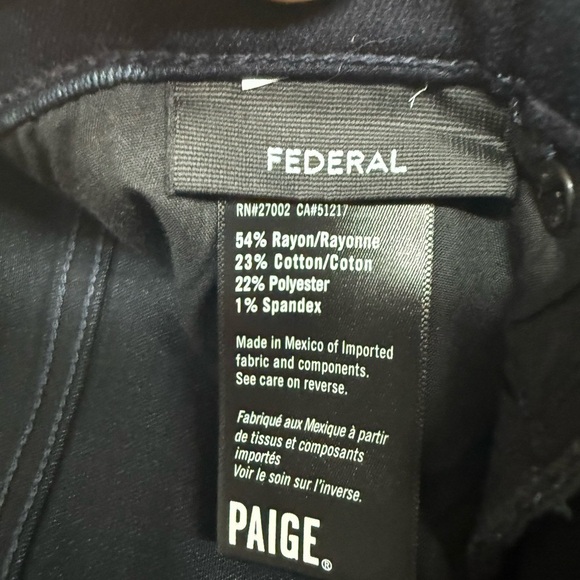 FEDERAL
RN#27002 CA#51217
54% Rayon/Rayonne
23% Cotton/Coton
22% Polyester
1% Spandex
Made in Mexico of Imported
fabric and components.
See care on reverse.
Fabriqué aux Mexique à partir
de tissus et composants
importés
Voir le soin sur l'inverse.
PAIGE®